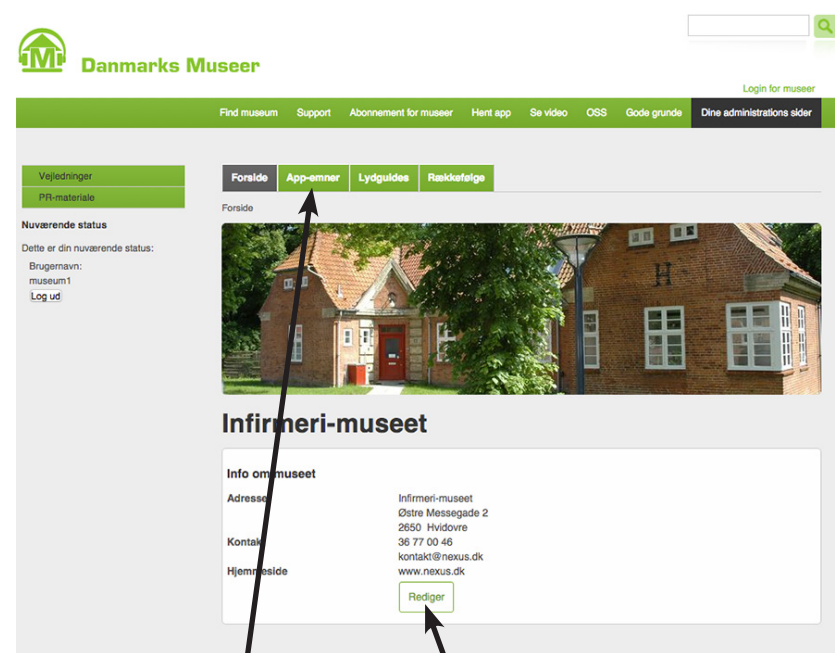 Danmarks Museer
Login for museer
Find museum Support Abonnement for museer Hent app Se video OSS Gode grunde Dine administrations sider
Vejledninger
PR-materiale
Nuværende status
Dette er din nuværende status:
Brugernavn:
museum1
Log ud
Forside App-emner Lydguides Rækkefølge
Forside
H
Infirmeri-museet
Info om museet
Adresse Infirmeri-museet
Østre Messegade 2
2650 Hvidovre
Kontakt 36 77 00 46
kontakt@nexus.dk
Hjemmeside www.nexus.dk
Rediger